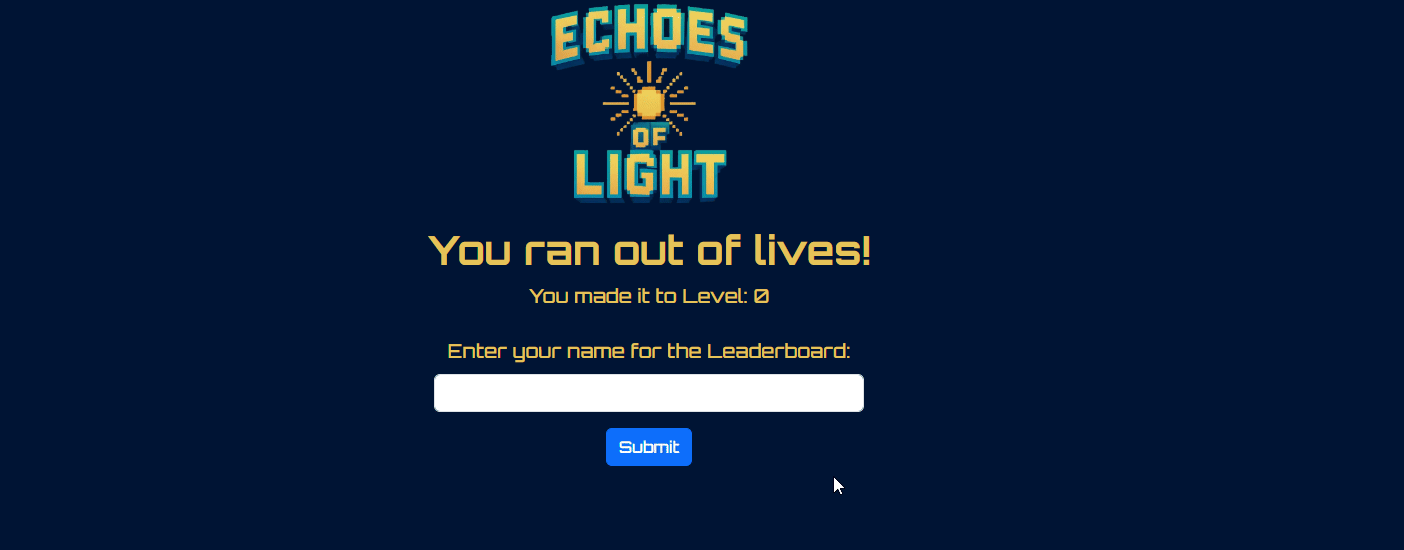 ECHOES
OF
LIGHT
You ran out of lives!
You made it to Level: 0
Enter your name for the Leaderboard:
Submit